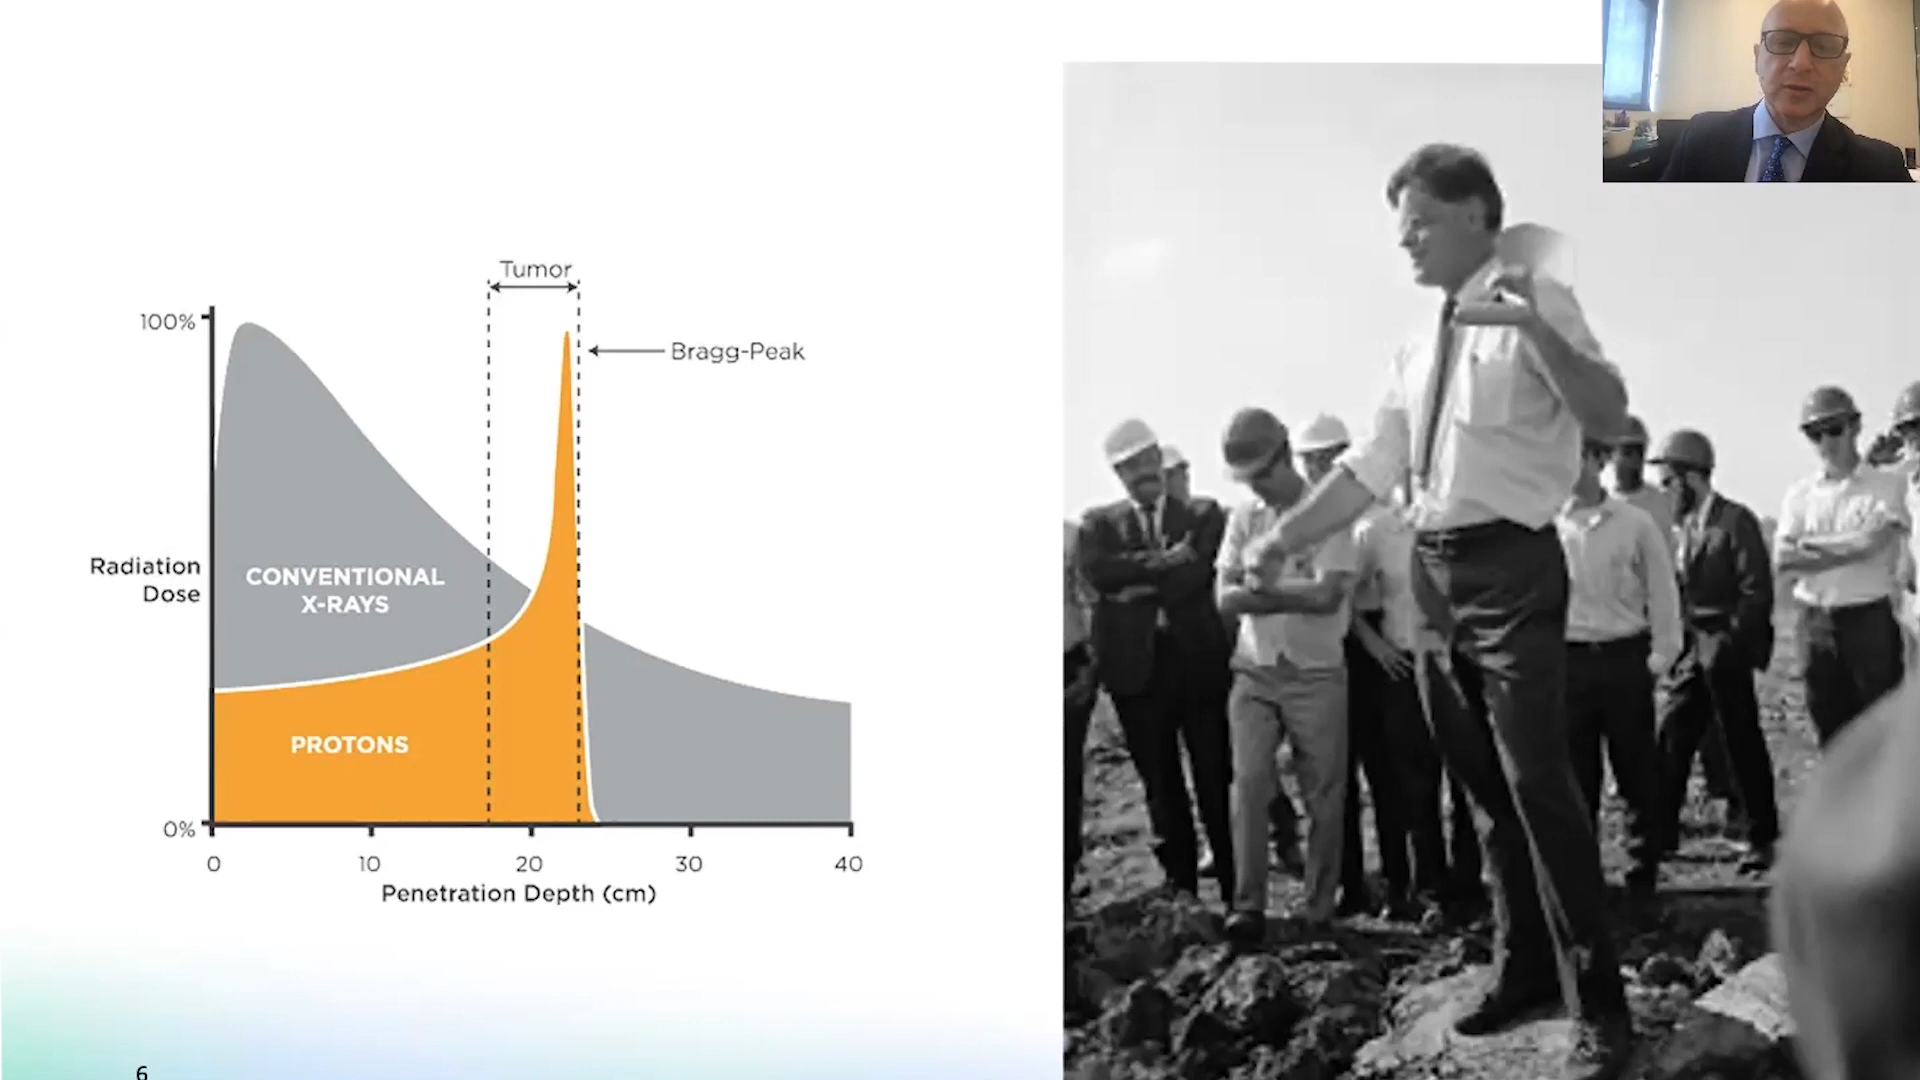 Tumor
100%
Bragg-Peak
Radiation
Dose
CONVENTIONAL
X-RAYS
PROTONS
0%
0
10
20
30
40
Penetration Depth (cm)
6